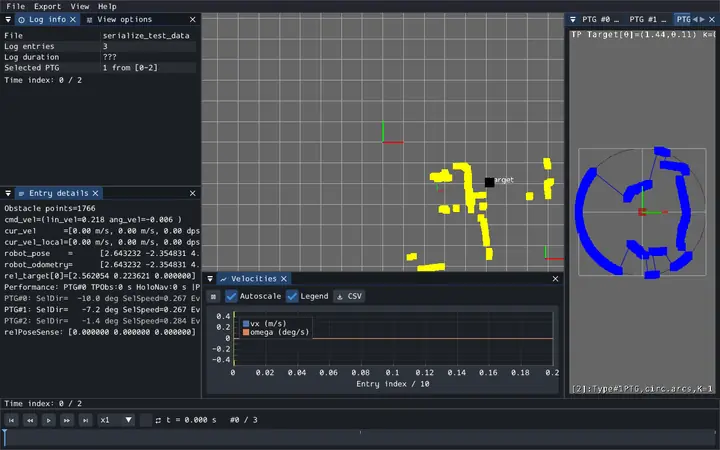 File Export View Help
Log info
View options
File serialize_test_data
Log entries 3
Log duration ???
Selected PTG 1 from [0-2]
Time index: 0 / 2
Entry details
Obstacle points=1766
cmd_vel=(lin_vel=0.218 ang_vel=-0.006 )
cur_vel =[0.00 m/s, 0.00 m/s, 0.00 dps
cur_vel_local=[0.00 m/s, 0.00 m/s, 0.00 dps
robot_pose = [2.643232 -2.354831 4.
robot_odometry= [2.643232 -2.354831 4.
rel_target[0]=[2.562054 0.223621 0.000000]
Performance: PTG#0 TPObs:0 s HoloNav:0 s |P
PTG#0: SelDir= -10.0 deg SelSpeed=0.267 Ev
PTG#1: SelDir= -7.2 deg SelSpeed=0.267 Ev
PTG#2: SelDir= -1.4 deg SelSpeed=0.284 Ev
relPoseSense: [0.000000 0.000000 0.000000]
arget
Velocities
Autoscale Legend CSV
vx (m/s)
omega (deg/s)
0.4
0.2
0
-0.2
-0.4
0 0.02 0.04 0.06 0.08 0.1 0.12 0.14 0.16 0.18 0.2
Entry index / 10
PTG #0 PTG #1 PTG
TP_Target[0]=(1.44,0.11) K=(
[2]:Type#1PTG,circ.arcs,K=1
Time index: 0 / 2
x1 t = 0.000 s #0 / 3